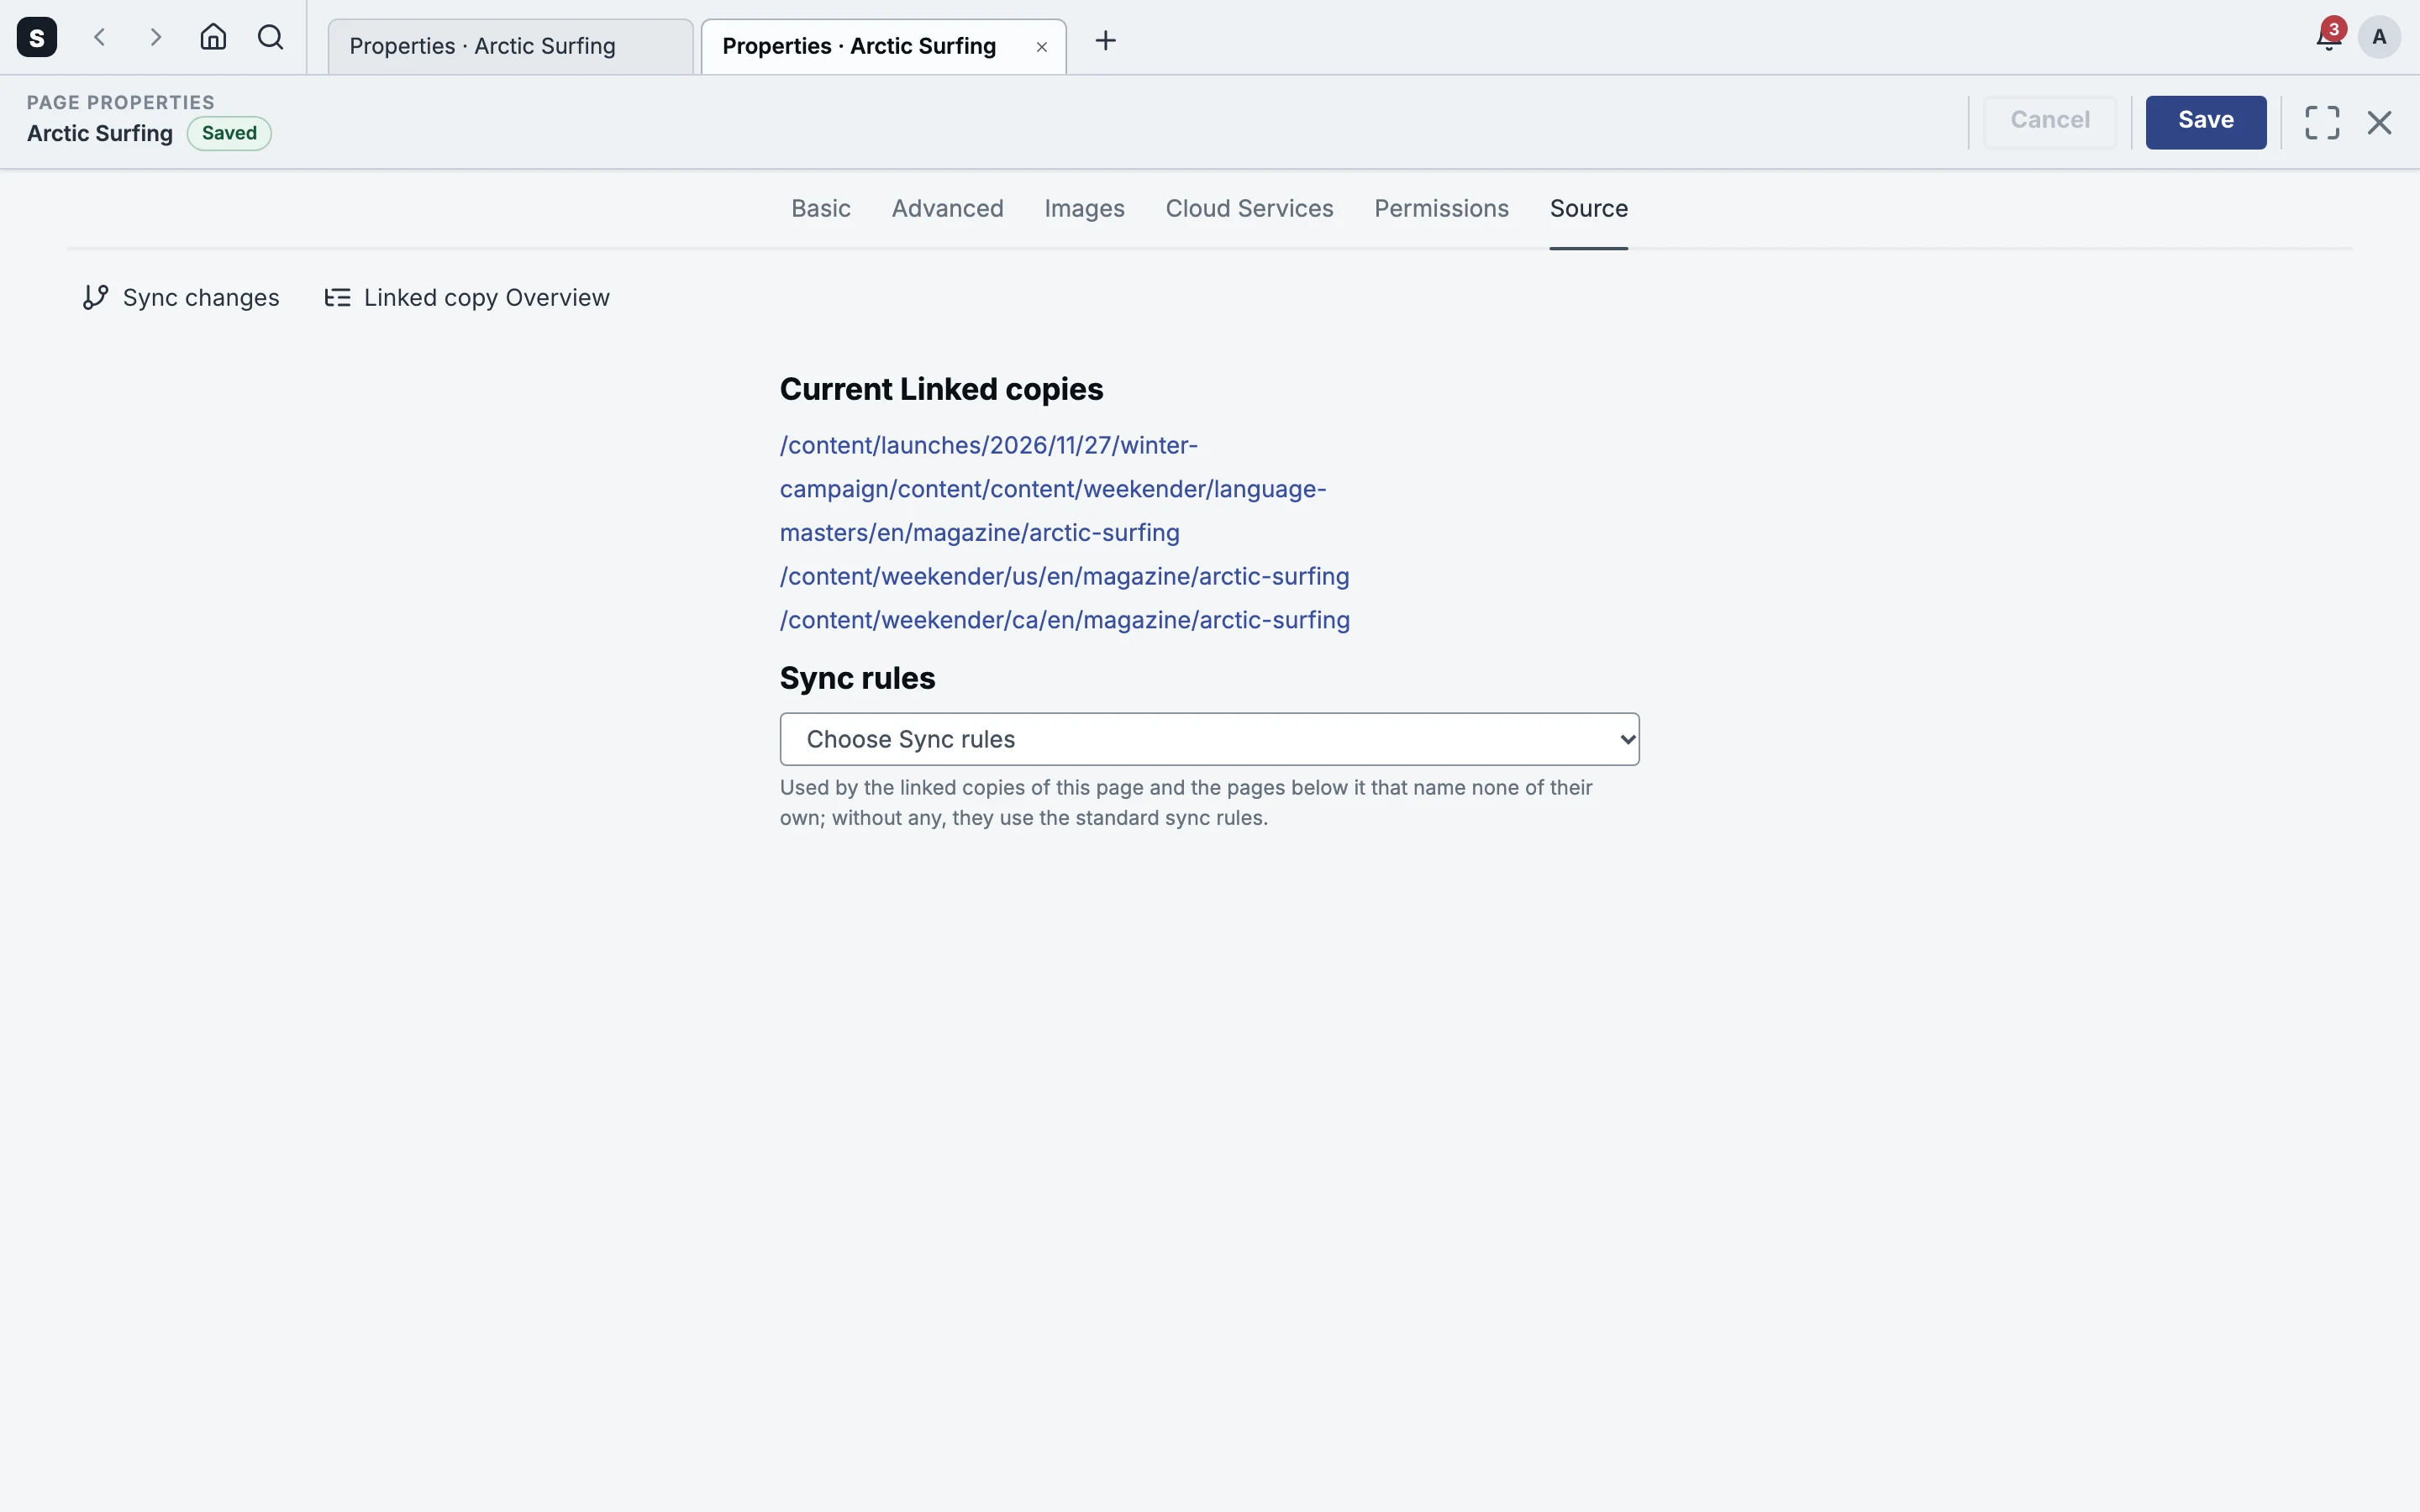 S
Properties · Arctic Surfing
Properties · Arctic Surfing
3
A
PAGE PROPERTIES
Arctic Surfing
Saved
Cancel
Save
Basic
Advanced
Images
Cloud Services
Permissions
Source
Sync changes
Linked copy Overview
Current Linked copies
/content/launches/2026/11/27/winter-
campaign/content/content/weekender/language-
masters/en/magazine/arctic-surfing
/content/weekender/us/en/magazine/arctic-surfing
/content/weekender/ca/en/magazine/arctic-surfing
Sync rules
Choose Sync rules
Used by the linked copies of this page and the pages below it that name none of their
own; without any, they use the standard sync rules.